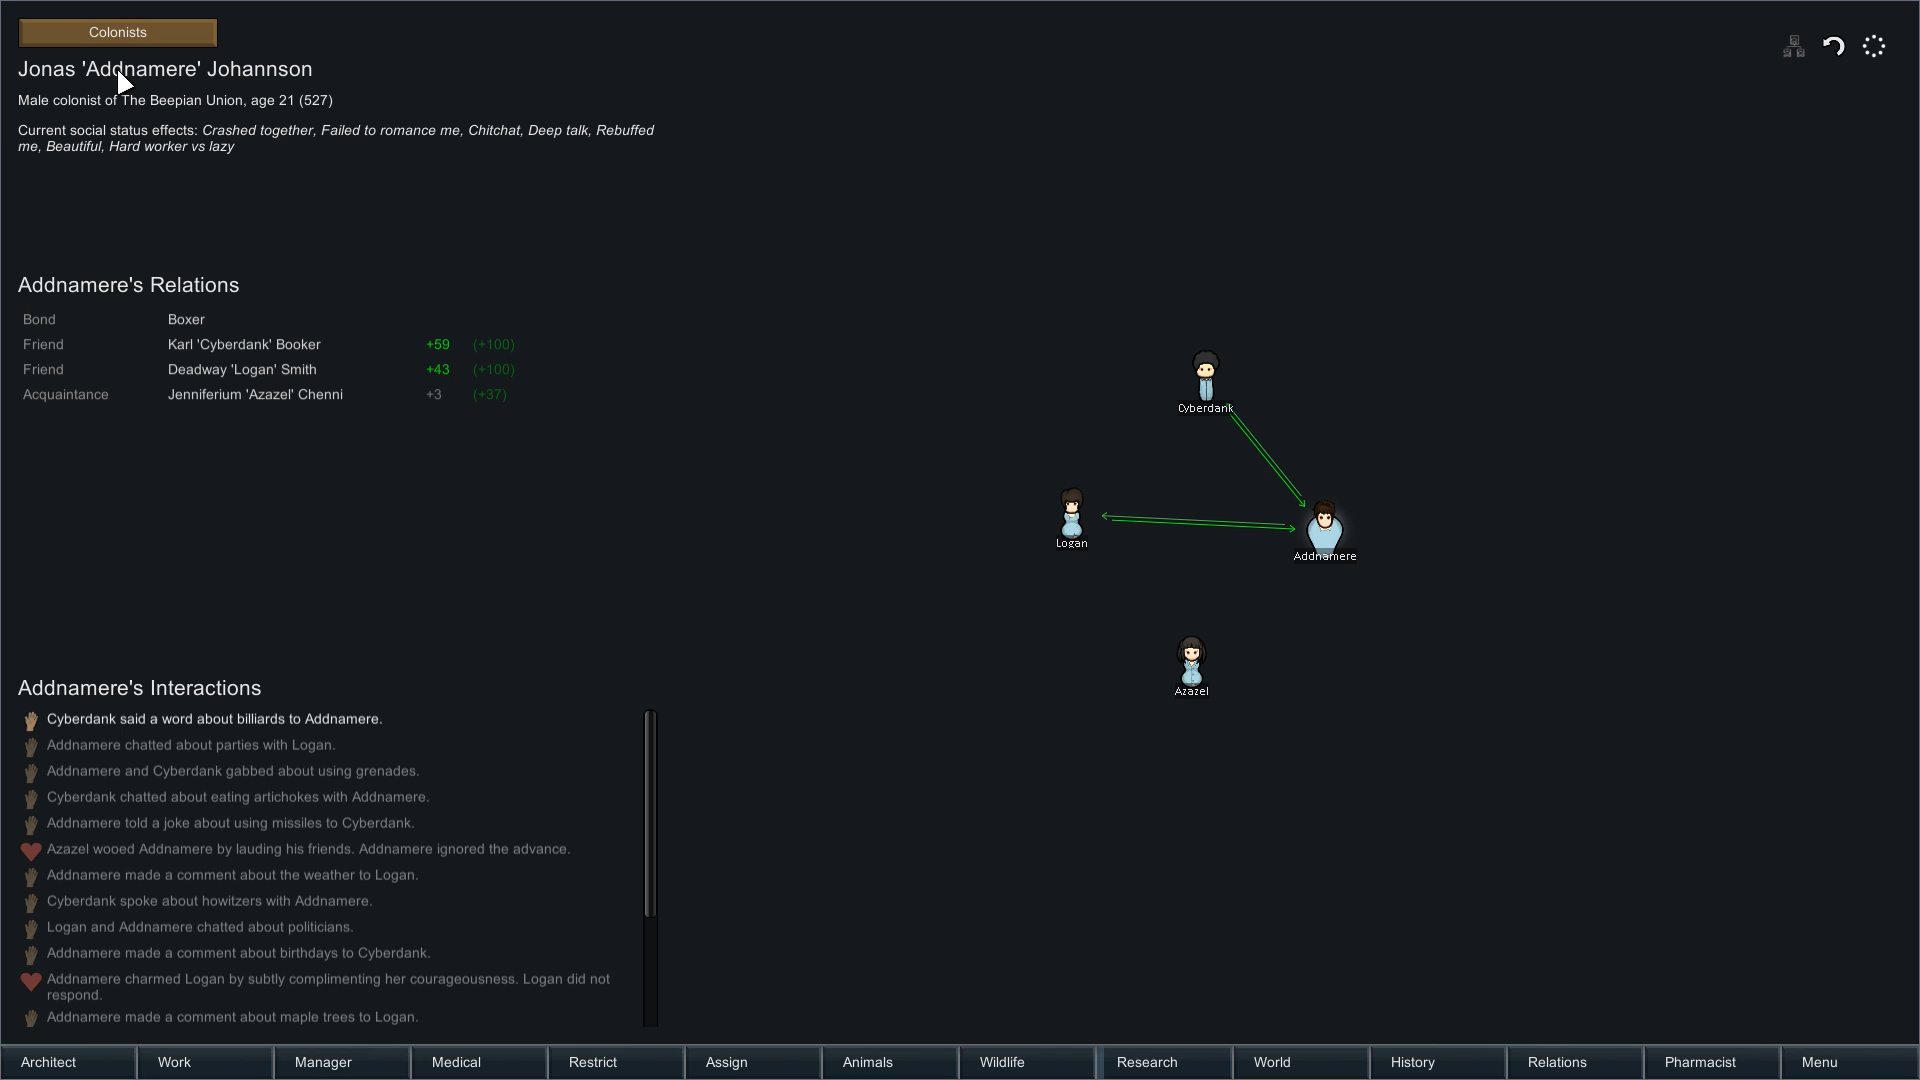 Colonists
Jonas 'Addnamere' Johannson
Male colonist of The Beepian Union, age 21 (527)
Current social status effects: Crashed together, Failed to romance me, Chitchat, Deep talk, Rebuffed
me, Beautiful, Hard worker vs lazy
Addnamere's Relations
Bond Boxer
Friend Karl 'Cyberdank' Booker +59 (+100)
Friend Deadway 'Logan' Smith +43 (+100)
Acquaintance Jenniferium 'Azazel' Chenni +3 (+37)
Cyberdank
Logan
Addnamere
Azazel
Addnamere's Interactions
Cyberdank said a word about billiards to Addnamere.
Addnamere chatted about parties with Logan.
Addnamere and Cyberdank gabbed about using grenades.
Cyberdank chatted about eating artichokes with Addnamere.
Addnamere told a joke about using missiles to Cyberdank.
Azazel wooed Addnamere by lauding his friends. Addnamere ignored the advance.
Addnamere made a comment about the weather to Logan.
Cyberdank spoke about howitzers with Addnamere.
Logan and Addnamere chatted about politicians.
Addnamere made a comment about birthdays to Cyberdank.
Addnamere charmed Logan by subtly complimenting her courageousness. Logan did not
respond.
Addnamere made a comment about maple trees to Logan.
Architect Work Manager Medical Restrict Assign Animals Wildlife Research World History Relations Pharmacist Menu